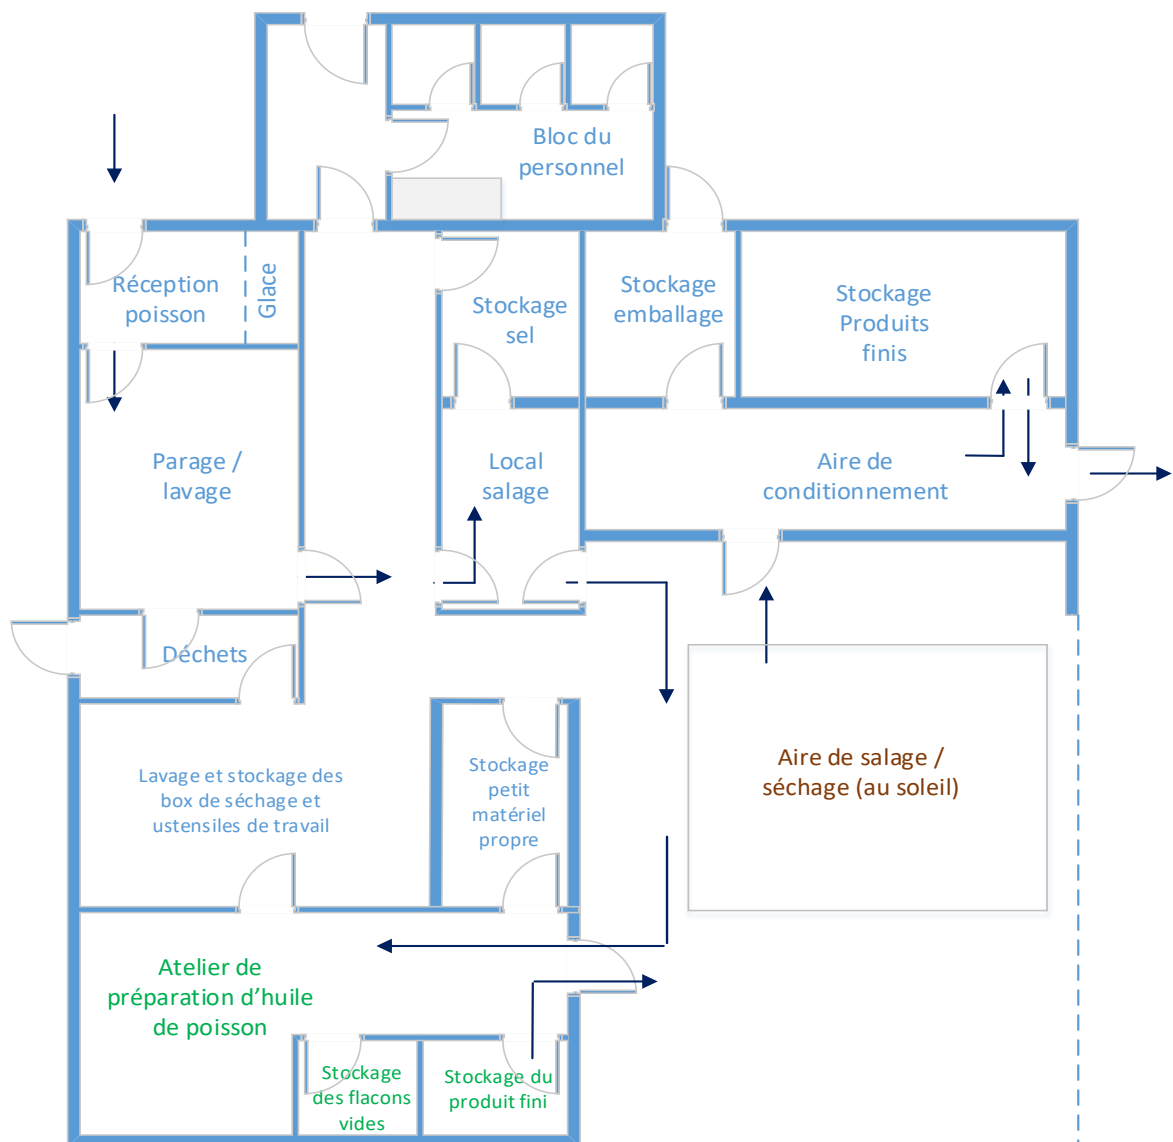 Bloc du
personnel
Réception
poisson
Glace
Stockage
sel
Stockage
emballage
Stockage
Produits
finis
Parage /
lavage
Local
salage
Aire de
conditionnement
Déchets
Lavage et stockage des
box de séchage et
ustensiles de travail
Stockage
petit
matériel
propre
Aire de salage /
séchage (au soleil)
Atelier de
préparation d’huile
de poisson
Stockage
des flacons
vides
Stockage du
produit fini